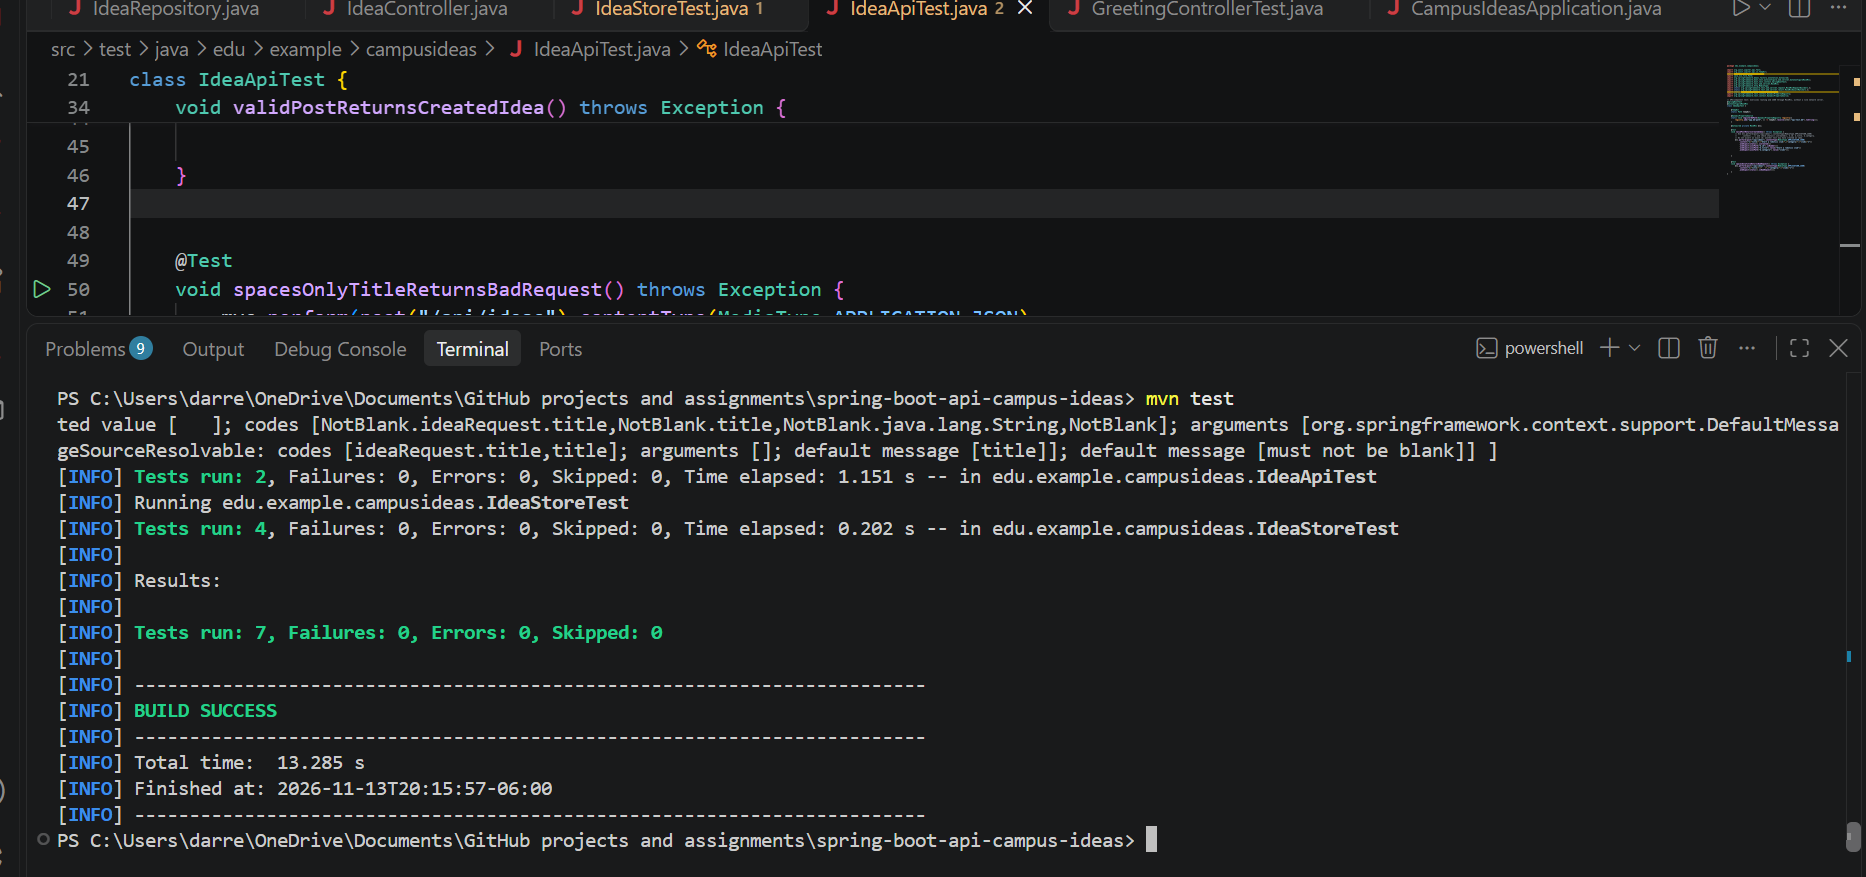 IdeaRepository.java IdeaController.java IdeaStoreTest.java 1 IdeaApiTest.java 2 GreetingControllerTest.java CampusIdeasApplication.java
src > test > java > edu > example > campusideas > IdeaApiTest.java > IdeaApiTest
21 class IdeaApiTest {
34 void validPostReturnsCreatedIdea() throws Exception {
45
46 }
47
48
49 @Test
50 void spacesOnlyTitleReturnsBadRequest() throws Exception {
51 mvc.perform(post("/api/ideas").contentType(MediaType.APPLICATION_JSON)
Problems 9 Output Debug Console Terminal Ports powershell
PS C:\Users\darre\OneDrive\Documents\GitHub projects and assignments\spring-boot-api-campus-ideas> mvn test
ted value [   ]; codes [NotBlank.ideaRequest.title,NotBlank.title,NotBlank.java.lang.String,NotBlank]; arguments [org.springframework.context.support.DefaultMessa
geSourceResolvable: codes [ideaRequest.title,title]; arguments []; default message [title]]; default message [must not be blank]] ]
[INFO] Tests run: 2, Failures: 0, Errors: 0, Skipped: 0, Time elapsed: 1.151 s -- in edu.example.campusideas.IdeaApiTest
[INFO] Running edu.example.campusideas.IdeaStoreTest
[INFO] Tests run: 4, Failures: 0, Errors: 0, Skipped: 0, Time elapsed: 0.202 s -- in edu.example.campusideas.IdeaStoreTest
[INFO]
[INFO] Results:
[INFO]
[INFO] Tests run: 7, Failures: 0, Errors: 0, Skipped: 0
[INFO]
[INFO] ------------------------------------------------------------------------
[INFO] BUILD SUCCESS
[INFO] ------------------------------------------------------------------------
[INFO] Total time:  13.285 s
[INFO] Finished at: 2026-11-13T20:15:57-06:00
[INFO] ------------------------------------------------------------------------
PS C:\Users\darre\OneDrive\Documents\GitHub projects and assignments\spring-boot-api-campus-ideas>